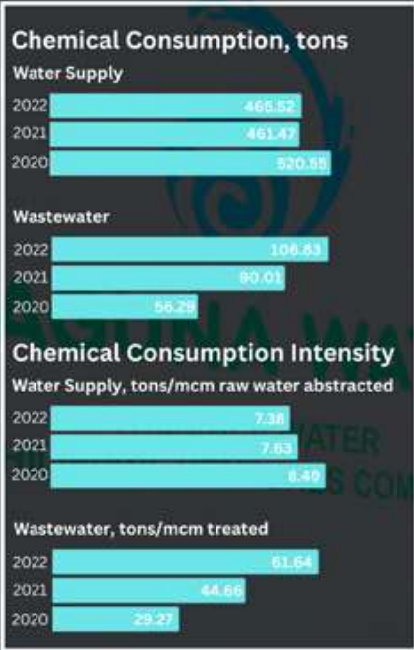 Chemical Consumption, tons
Water Supply
2022 465.52
2021 461.47
2020 520.55
Wastewater
2022 106.83
2021 90.01
2020 56.29
Chemical Consumption Intensity
Water Supply, tons/mcm raw water abstracted
2022 7.38
2021 7.63
2020 8.49
Wastewater, tons/mcm treated
2022 61.64
2021 44.66
2020 29.27